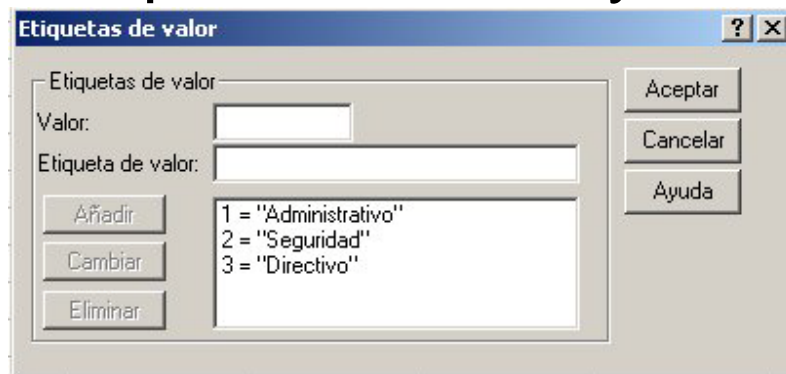 Etiquetas de valor
Etiquetas de valor
Valor:
Etiqueta de valor:
Añadir
Cambiar
Eliminar
1 = "Administrativo"
2 = "Seguridad"
3 = "Directivo"
Aceptar
Cancelar
Ayuda